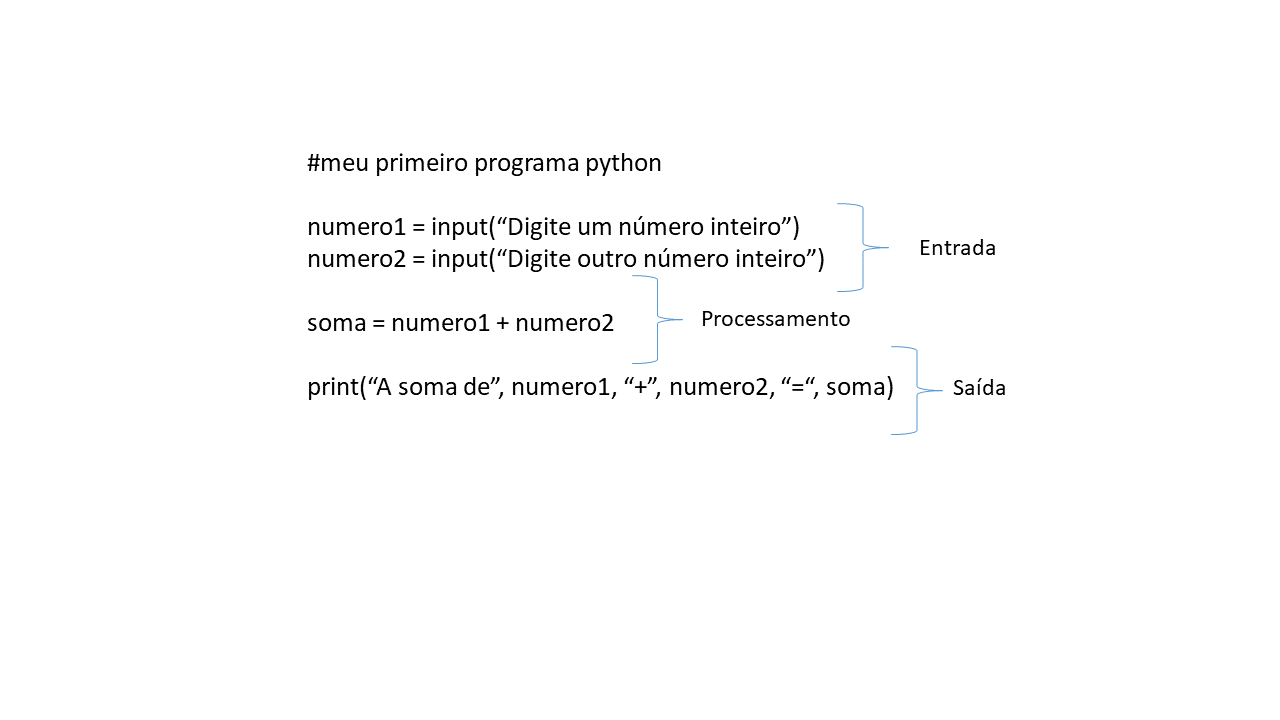 #meu primeiro programa python
numero1 = input(“Digite um número inteiro”)
numero2 = input(“Digite outro número inteiro”)
Entrada
soma = numero1 + numero2
Processamento
print(“A soma de”, numero1, “+”, numero2, “=“, soma)
Saída